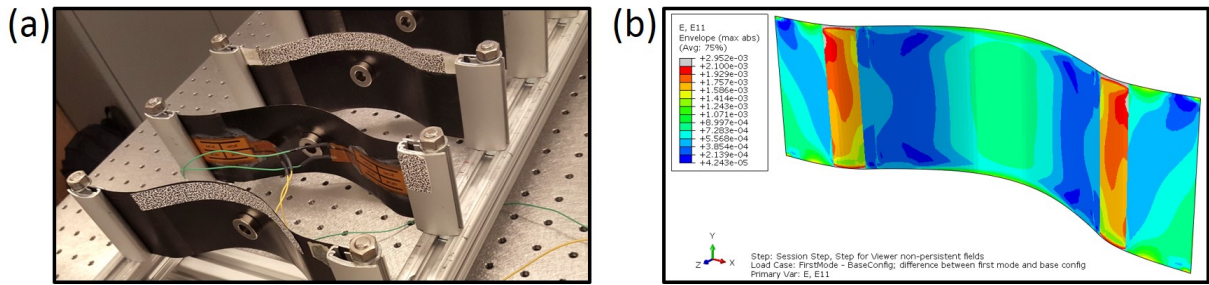 (a)
(b)
E, E11
Envelope (max abs)
(Avg: 75%)
+2.952e-03
+2.100e-03
+1.929e-03
+1.757e-03
+1.586e-03
+1.414e-03
+1.243e-03
+1.071e-03
+8.997e-04
+7.283e-04
+5.568e-04
+3.854e-04
+2.139e-04
+4.243e-05
Y
Z X
Step: Session Step, Step for Viewer non-persistent fields
Load Case: FirstMode - BaseConfig; difference between first mode and base config
Primary Var: E, E11